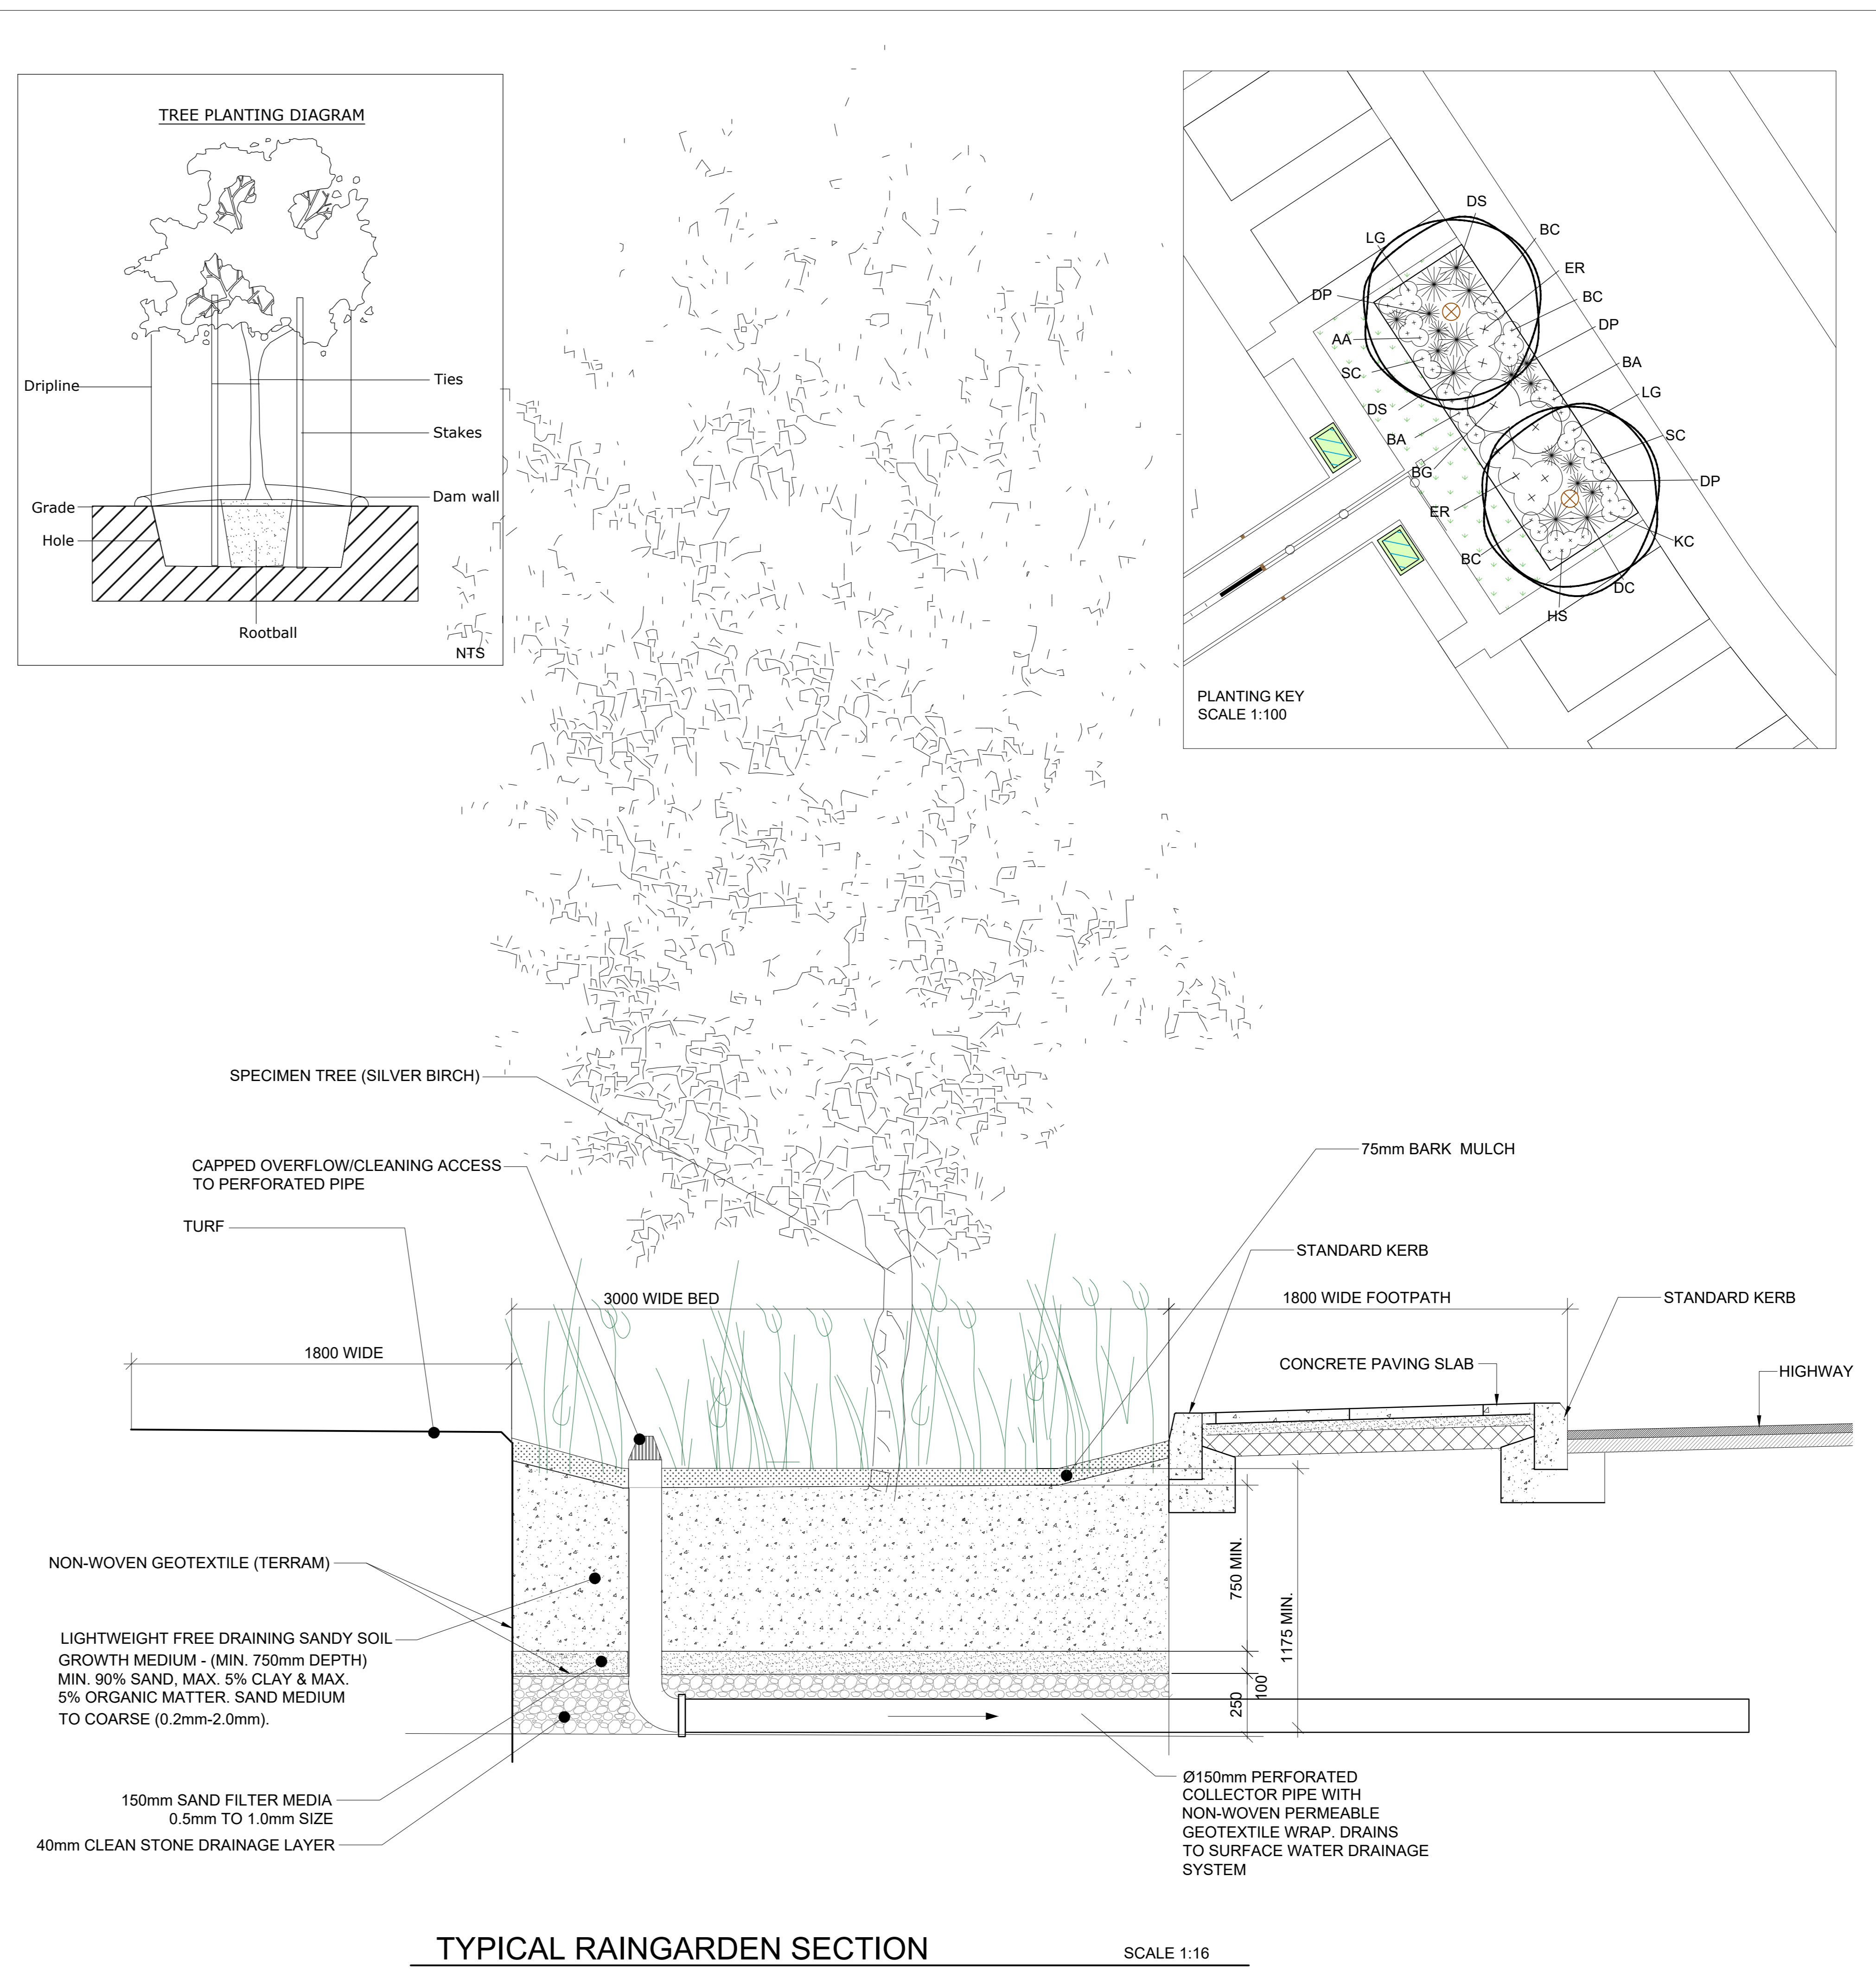 TREE PLANTING DIAGRAM
Dripline
Ties
Stakes
Dam wall
Grade
Hole
Rootball
NTS
DS
BC
LG
ER
DP
BC
DP
AA
BA
SC
LG
DS
SC
BA
BG
DP
ER
KC
BC
DC
HS
PLANTING KEY
SCALE 1:100
SPECIMEN TREE (SILVER BIRCH)
CAPPED OVERFLOW/CLEANING ACCESS
TO PERFORATED PIPE
TURF
75mm BARK MULCH
STANDARD KERB
3000 WIDE BED
1800 WIDE FOOTPATH
STANDARD KERB
1800 WIDE
CONCRETE PAVING SLAB
HIGHWAY
NON-WOVEN GEOTEXTILE (TERRAM)
750 MIN.
1175 MIN.
LIGHTWEIGHT FREE DRAINING SANDY SOIL
GROWTH MEDIUM - (MIN. 750mm DEPTH)
MIN. 90% SAND, MAX. 5% CLAY & MAX.
5% ORGANIC MATTER. SAND MEDIUM
TO COARSE (0.2mm-2.0mm).
100
250
150mm SAND FILTER MEDIA
0.5mm TO 1.0mm SIZE
40mm CLEAN STONE DRAINAGE LAYER
Ø150mm PERFORATED
COLLECTOR PIPE WITH
NON-WOVEN PERMEABLE
GEOTEXTILE WRAP. DRAINS
TO SURFACE WATER DRAINAGE
SYSTEM
TYPICAL RAINGARDEN SECTION
SCALE 1:16